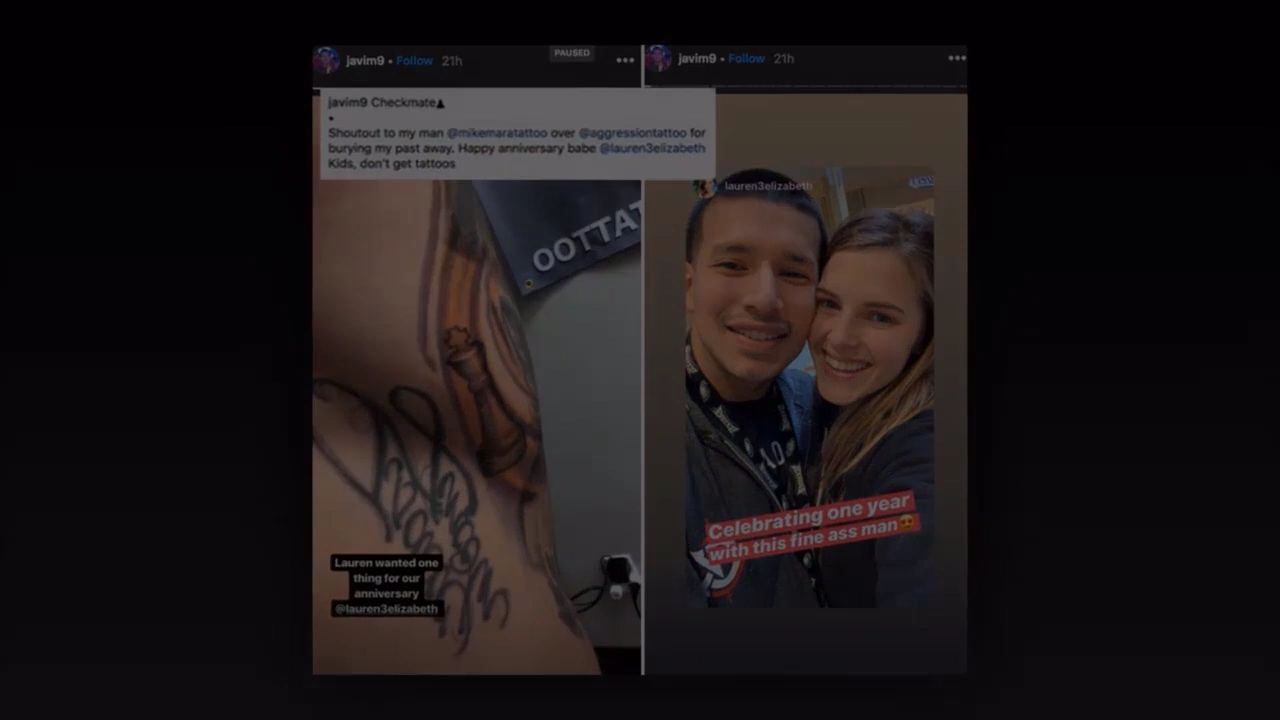 javim9 • Follow 21h
PAUSED
javim9 Checkmate▲
•
Shoutout to my man @mikemaratattoo over @aggressiontattoo for
burying my past away. Happy anniversary babe @lauren3elizabeth
Kids, don't get tattoos
OOTTAT
Lauren wanted one
thing for our
anniversary
@lauren3elizabeth
javim9 • Follow 21h
lauren3elizabeth
Celebrating one year
with this fine ass man😍